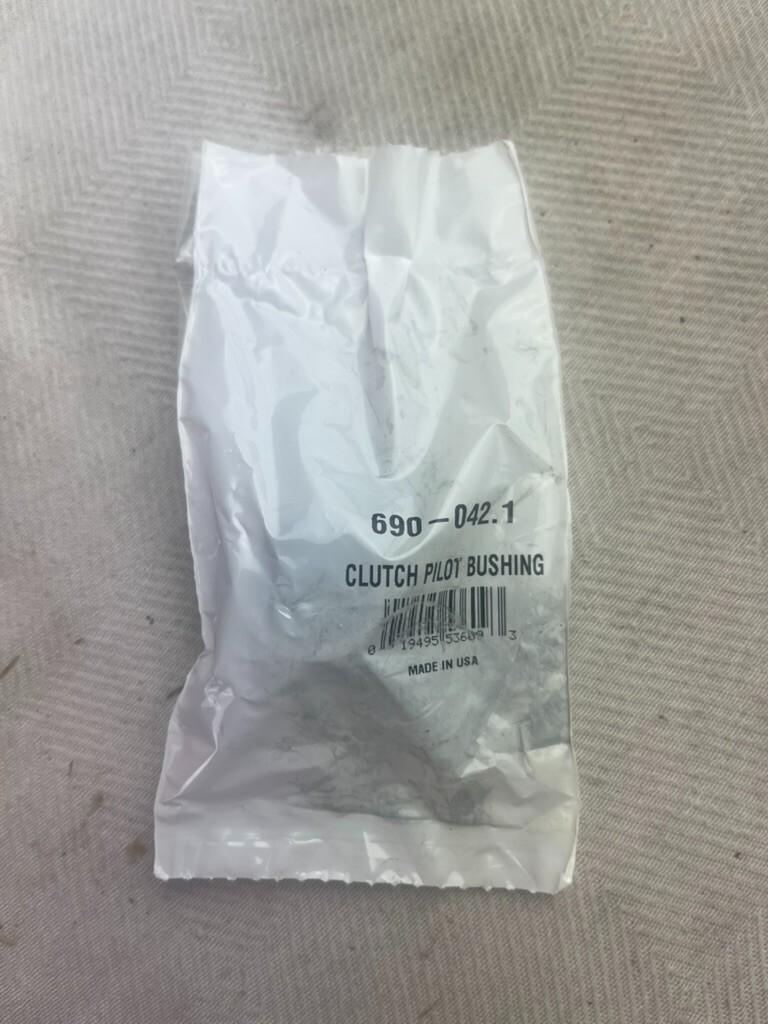 690-042.1
CLUTCH PILOT BUSHING
0 19495 53609 3
MADE IN USA